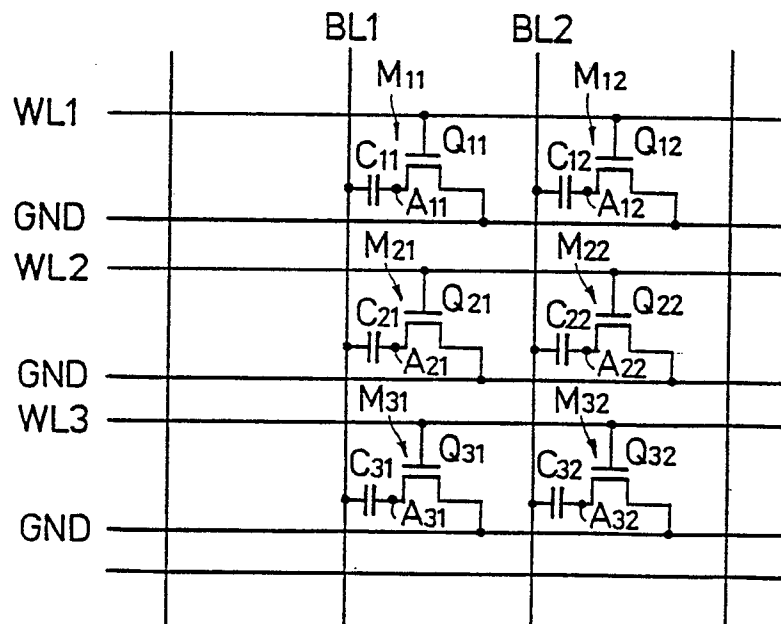 BL1 BL2
M11 M12
WL1
C11 Q11 C12 Q12
A11 A12
GND
M21 M22
WL2
C21 Q21 C22 Q22
A21 A22
GND
M31 M32
WL3
C31 Q31 C32 Q32
A31 A32
GND